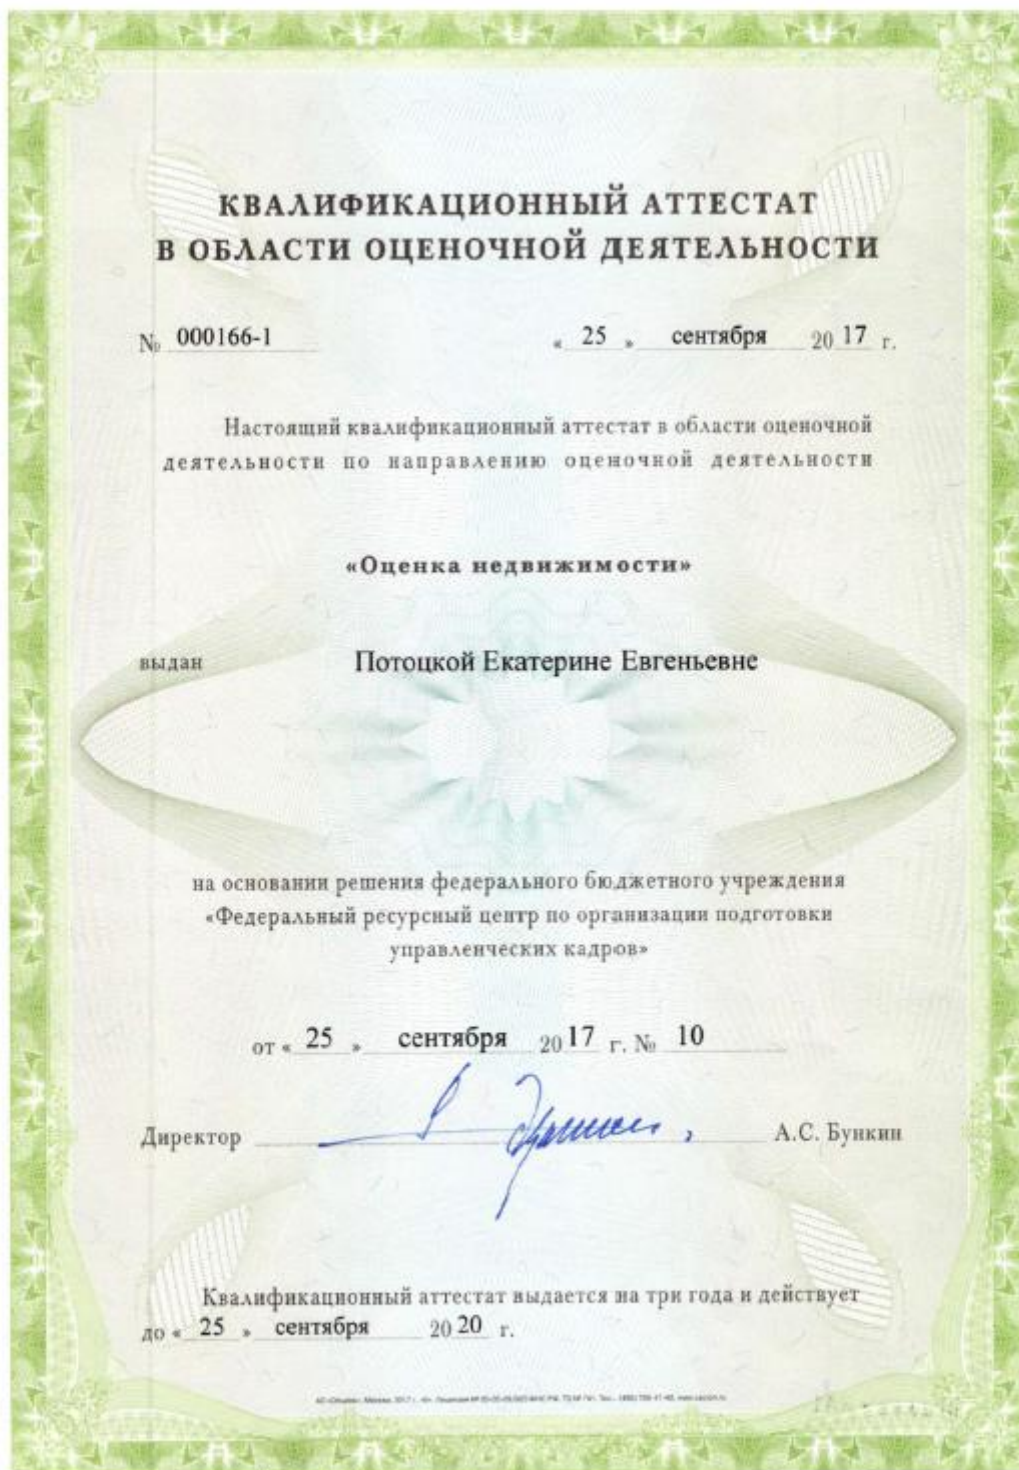 КВАЛИФИКАЦИОННЫЙ АТТЕСТАТ
В ОБЛАСТИ ОЦЕНОЧНОЙ ДЕЯТЕЛЬНОСТИ
№ 000166-1 « 25 » сентября 20 17 г.
Настоящий квалификационный аттестат в области оценочной
деятельности по направлению оценочной деятельности
«Оценка недвижимости»
выдан Потоцкой Екатерине Евгеньевне
на основании решения федерального бюджетного учреждения
«Федеральный ресурсный центр по организации подготовки
управленческих кадров»
от « 25 » сентября 20 17 г. № 10
Директор А.С. Бункин
Квалификационный аттестат выдается на три года и действует
до « 25 » сентября 20 20 г.